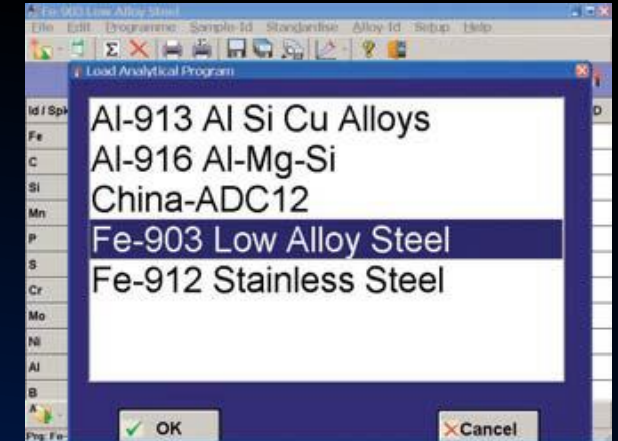 Fe-903 Low Alloy Steel
File Edit Programme Sample-Id Standardise Alloy-Id Setup Help
Load Analytical Program
Id / Spk
D
Al-913 Al Si Cu Alloys
Al-916 Al-Mg-Si
China-ADC12
Fe-903 Low Alloy Steel
Fe-912 Stainless Steel
Fe
C
Si
Mn
P
S
Cr
Mo
Ni
Al
B
OK
Cancel
Prg: Fe-